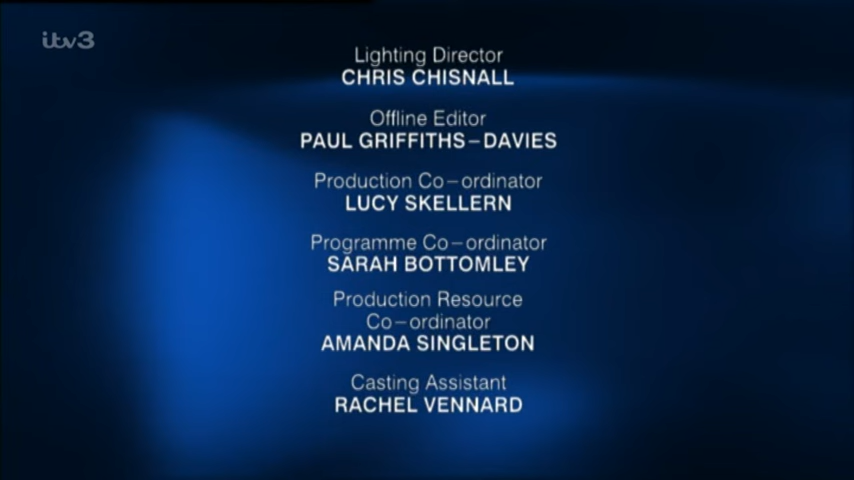 itv3
Lighting Director
CHRIS CHISNALL
Offline Editor
PAUL GRIFFITHS–DAVIES
Production Co–ordinator
LUCY SKELLERN
Programme Co–ordinator
SARAH BOTTOMLEY
Production Resource
Co–ordinator
AMANDA SINGLETON
Casting Assistant
RACHEL VENNARD